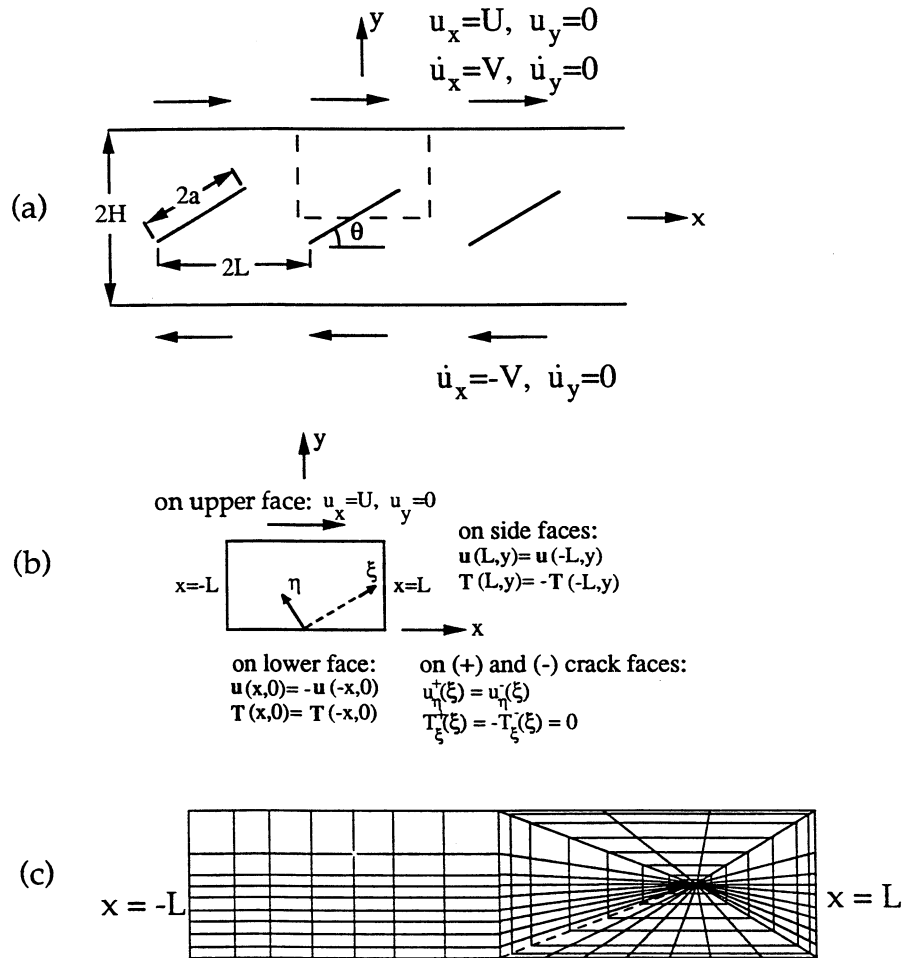 y
u_x=U, u_y=0
u̇_x=V, u̇_y=0
(a)
2H
2a
θ
2L
x
u̇_x=-V, u̇_y=0
(b)
y
on upper face: u_x=U, u_y=0
x=-L
η
ξ
x=L
x
on side faces:
u(L,y)= u(-L,y)
T(L,y)= -T(-L,y)
on lower face:
u(x,0)= -u(-x,0)
T(x,0)= T(-x,0)
on (+) and (-) crack faces:
u_η^+(ξ) = u_η^-(ξ)
T_ξ^+(ξ) = -T_ξ^-(ξ) = 0
(c)
x = -L
x = L